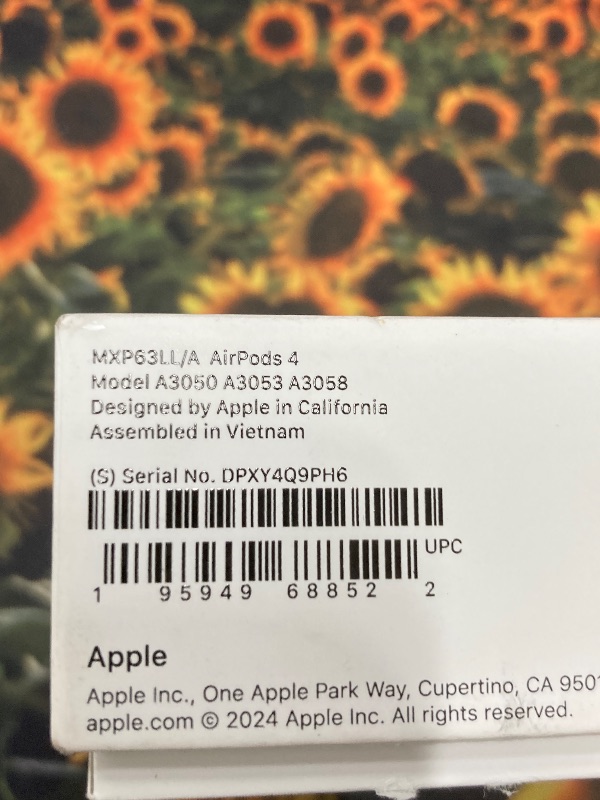 MXP63LL/A AirPods 4
Model A3050 A3053 A3058
Designed by Apple in California
Assembled in Vietnam
(S) Serial No. DPXY4Q9PH6
UPC
1 95949 68852 2
Apple
Apple Inc., One Apple Park Way, Cupertino, CA
apple.com © 2024 Apple Inc. All rights reserved.